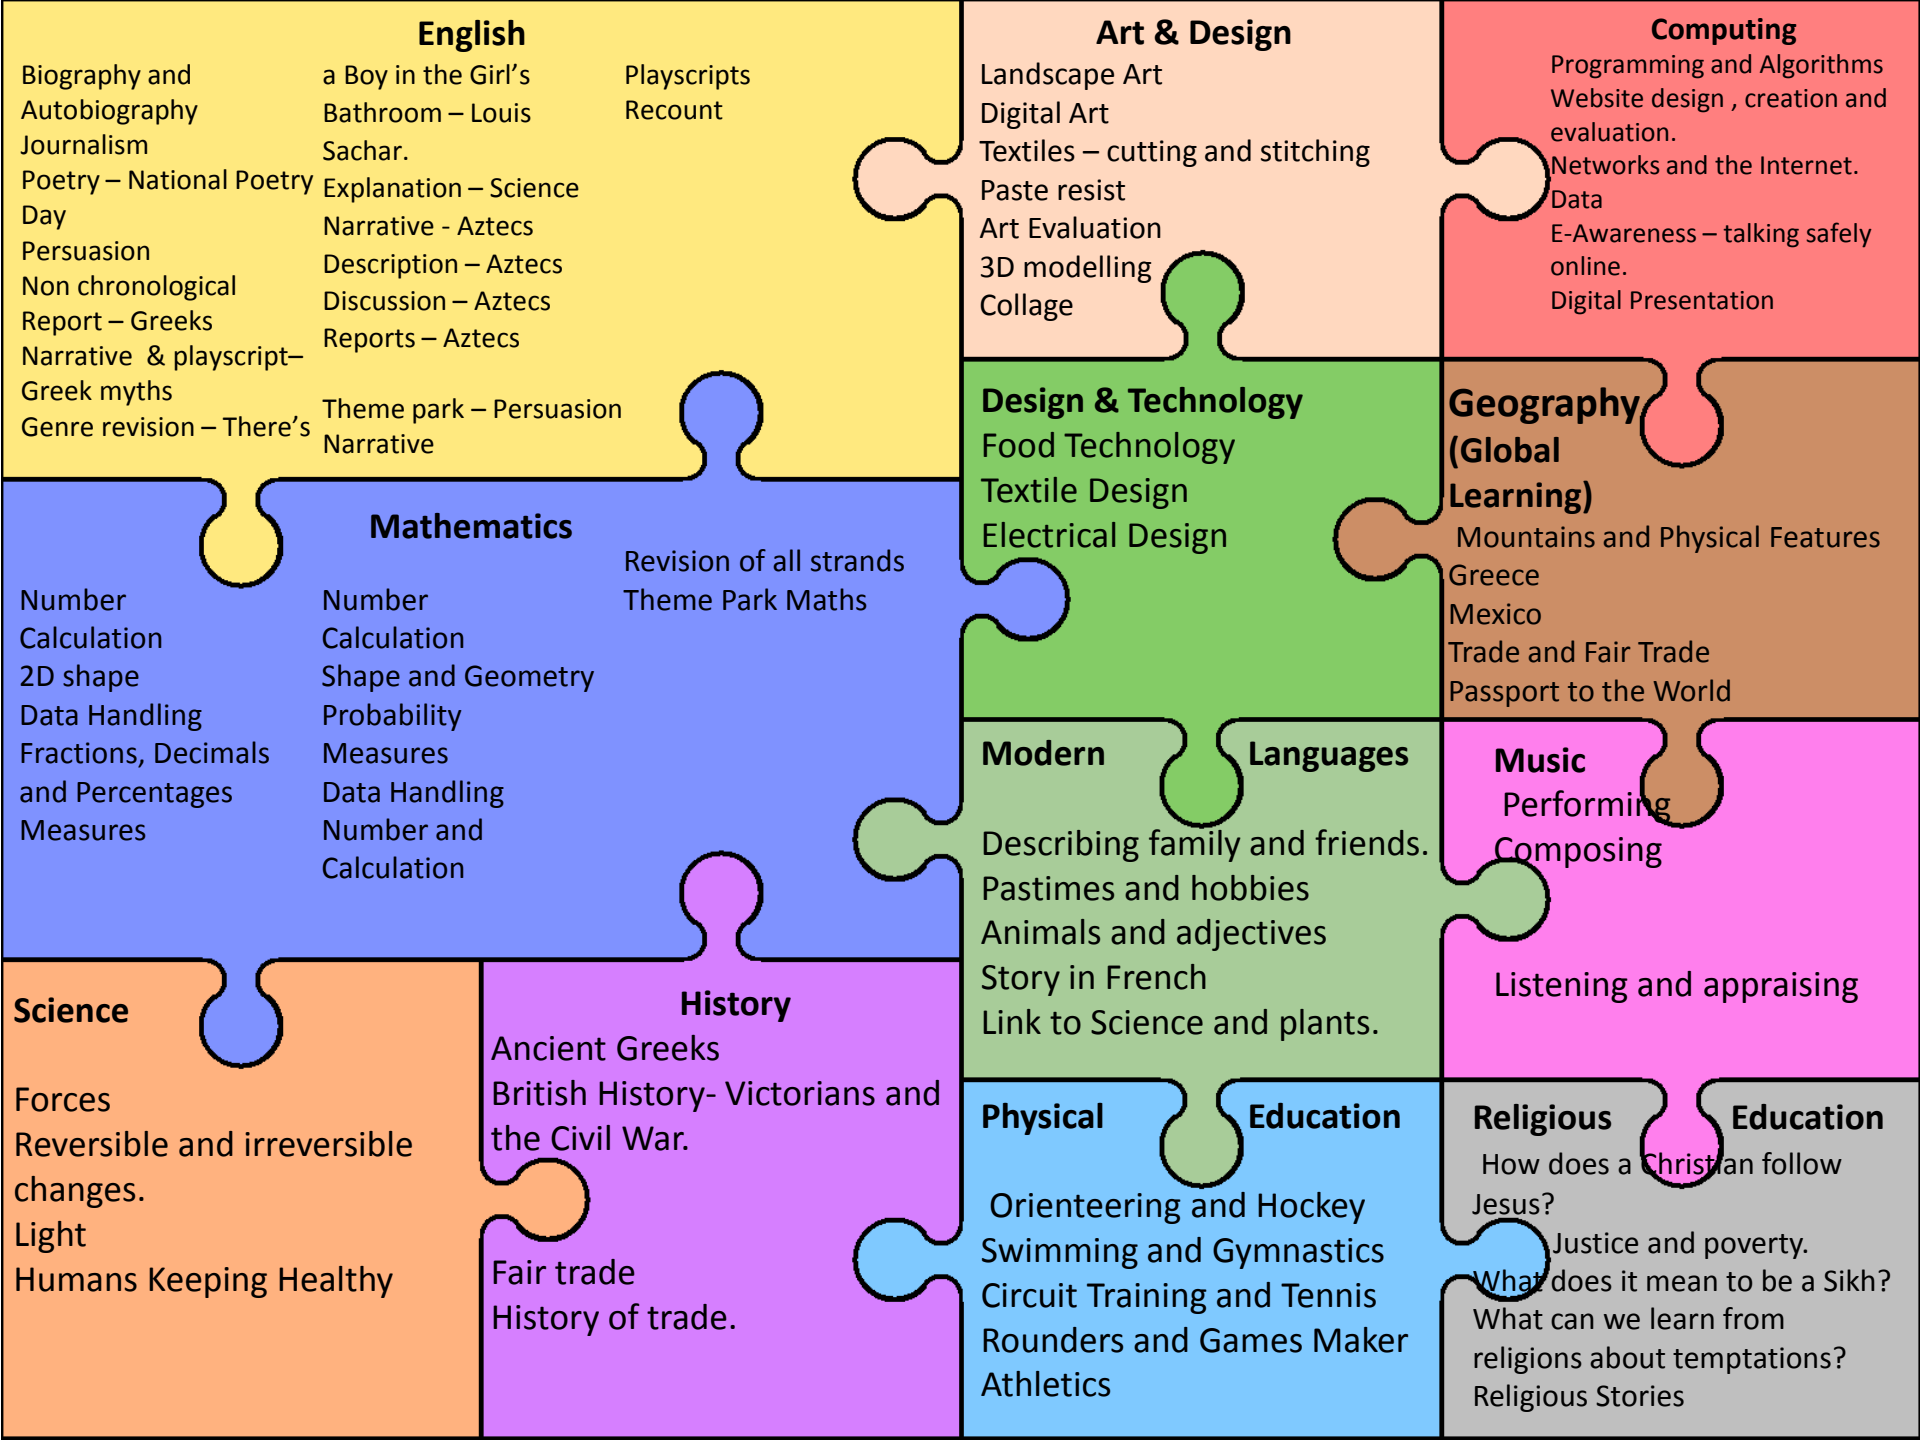 English
Biography and
Autobiography
Journalism
Poetry – National Poetry
Day
Persuasion
Non chronological
Report – Greeks
Narrative & playscript–
Greek myths
Genre revision – There's
a Boy in the Girl's
Bathroom – Louis
Sachar.
Explanation – Science
Narrative - Aztecs
Description – Aztecs
Discussion – Aztecs
Reports – Aztecs
Theme park – Persuasion
Narrative
Playscripts
Recount
Art & Design
Landscape Art
Digital Art
Textiles – cutting and stitching
Paste resist
Art Evaluation
3D modelling
Collage
Computing
Programming and Algorithms
Website design , creation and
evaluation.
Networks and the Internet.
Data
E-Awareness – talking safely
online.
Digital Presentation
Design & Technology
Food Technology
Textile Design
Electrical Design
Geography
(Global
Learning)
Mountains and Physical Features
Greece
Mexico
Trade and Fair Trade
Passport to the World
Mathematics
Number
Calculation
2D shape
Data Handling
Fractions, Decimals
and Percentages
Measures
Number
Calculation
Shape and Geometry
Probability
Measures
Data Handling
Number and
Calculation
Revision of all strands
Theme Park Maths
Modern Languages
Describing family and friends.
Pastimes and hobbies
Animals and adjectives
Story in French
Link to Science and plants.
Music
Performing
Composing
Listening and appraising
Science
Forces
Reversible and irreversible
changes.
Light
Humans Keeping Healthy
History
Ancient Greeks
British History- Victorians and
the Civil War.
Fair trade
History of trade.
Physical Education
Orienteering and Hockey
Swimming and Gymnastics
Circuit Training and Tennis
Rounders and Games Maker
Athletics
Religious Education
How does a Christian follow
Jesus?
Justice and poverty.
What does it mean to be a Sikh?
What can we learn from
religions about temptations?
Religious Stories